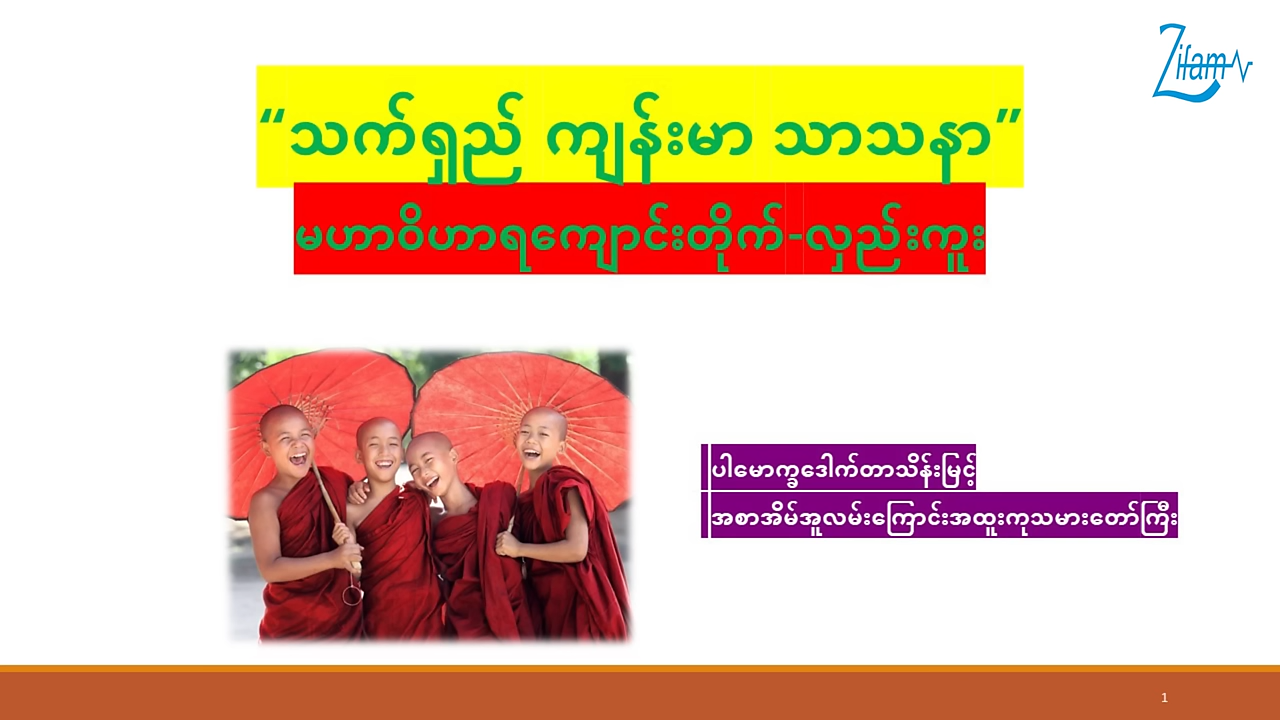 Zifam
“သက်ရှည် ကျန်းမာ သာသနာ”
မဟာဝိဟာရကျောင်းတိုက်-လှည်းကူး
ပါမောက္ခဒေါက်တာသိန်းမြင့်
အစာအိမ်အူလမ်းကြောင်းအထူးကုသမားတော်ကြီး
1